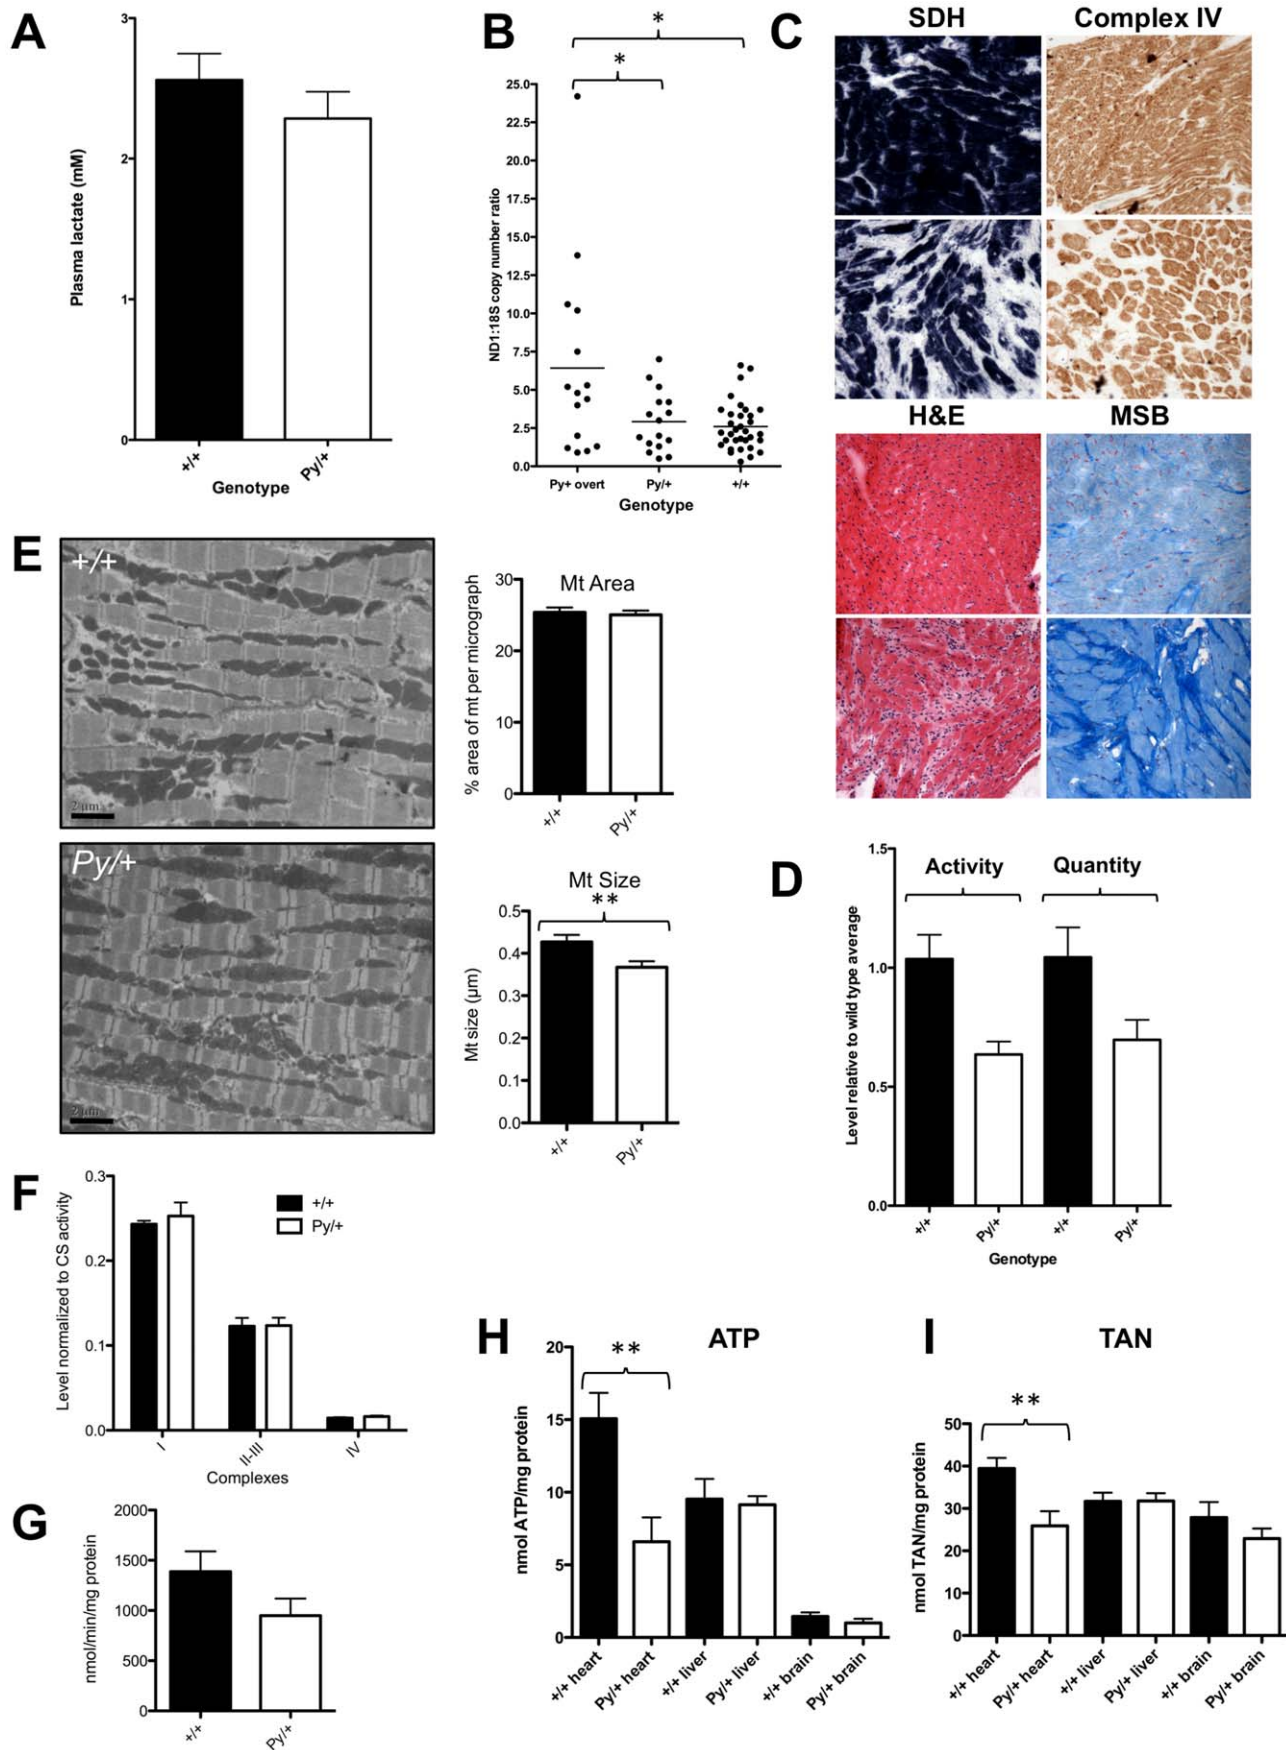 A
3
2
1
0
Plasma lactate (mM)
+/+
Py/+
Genotype
B
*
*
25.0
22.5
20.0
17.5
15.0
12.5
10.0
7.5
5.0
2.5
0.0
ND1:18S copy number ratio
Py+ overt
Py/+
+/+
Genotype
C
SDH
Complex IV
H&E
MSB
E
+/+
2 µm
Py/+
2 µm
Mt Area
30
20
10
0
% area of mt per micrograph
+/+
Py/+
Mt Size
**
0.5
0.4
0.3
0.2
0.1
0.0
Mt size (µm)
+/+
Py/+
D
Activity
Quantity
1.5
1.0
0.5
0.0
Level relative to wild type average
+/+
Py/+
+/+
Py/+
Genotype
F
0.3
0.2
0.1
0.0
Level normalized to CS activity
+/+
Py/+
I
II-III
IV
Complexes
G
2000
1500
1000
500
0
nmol/min/mg protein
+/+
Py/+
H
ATP
**
20
15
10
5
0
nmol ATP/mg protein
+/+ heart
Py/+ heart
+/+ liver
Py/+ liver
+/+ brain
Py/+ brain
I
TAN
**
50
40
30
20
10
0
nmol TAN/mg protein
+/+ heart
Py/+ heart
+/+ liver
Py/+ liver
+/+ brain
Py/+ brain